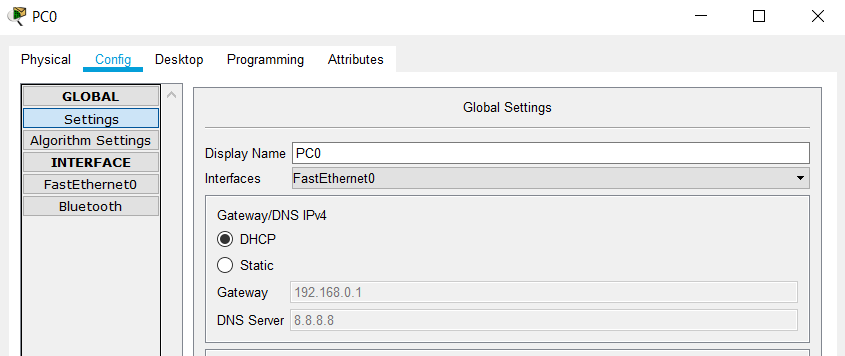 PC0
Physical Config Desktop Programming Attributes
GLOBAL
Settings
Algorithm Settings
INTERFACE
FastEthernet0
Bluetooth
Global Settings
Display Name PC0
Interfaces FastEthernet0
Gateway/DNS IPv4
DHCP
Static
Gateway 192.168.0.1
DNS Server 8.8.8.8